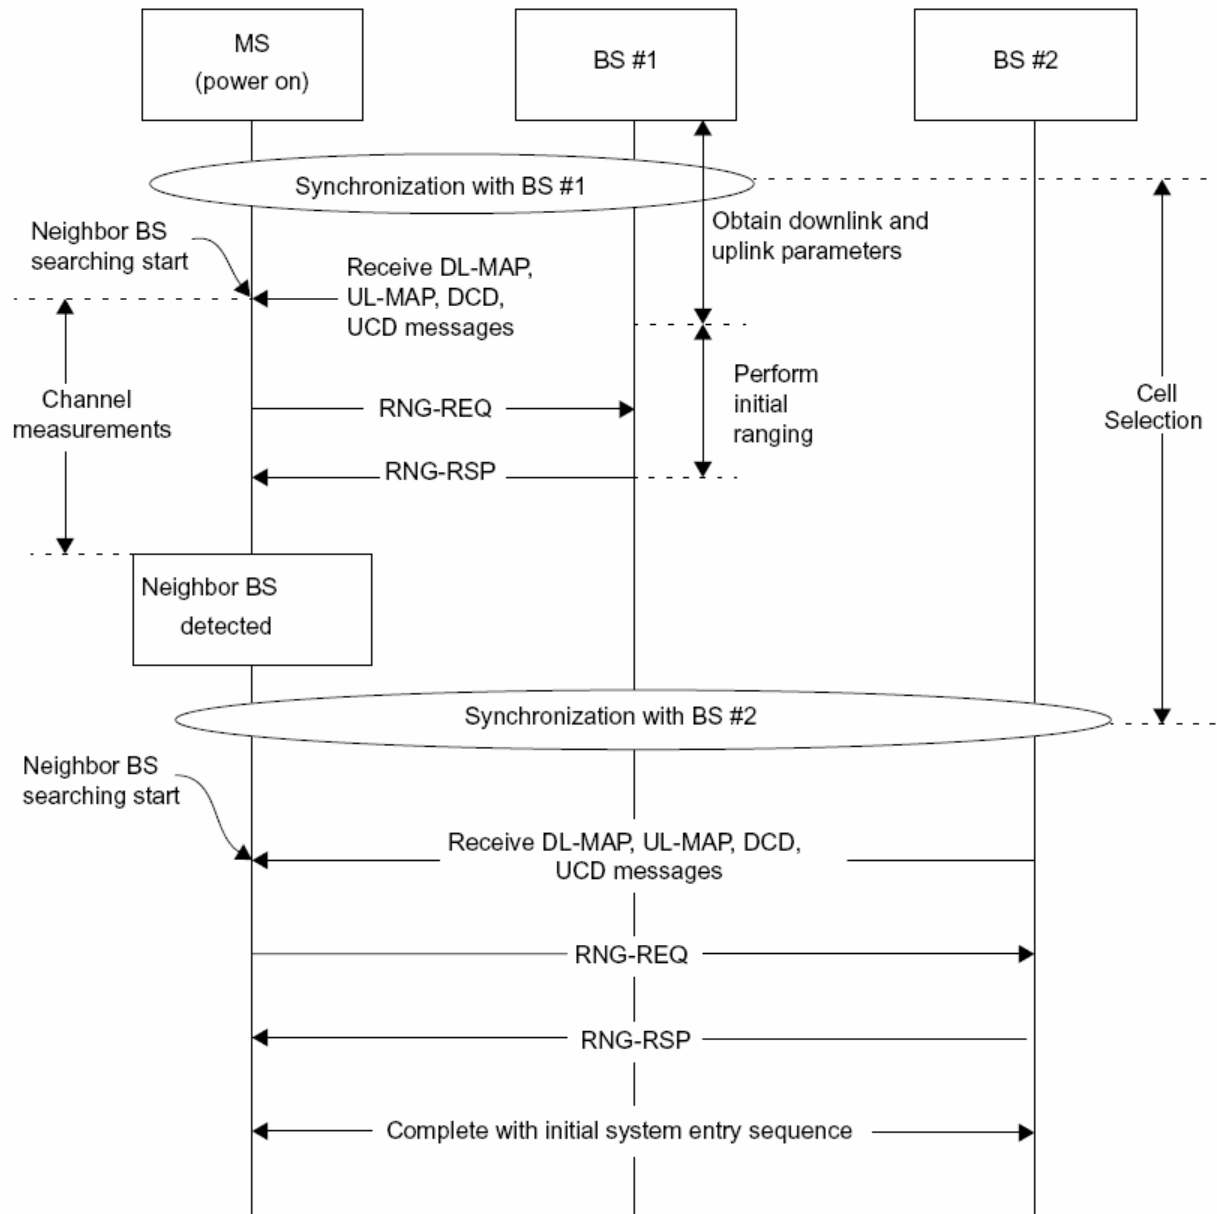 MS
(power on)
BS #1
BS #2
Synchronization with BS #1
Obtain downlink and
uplink parameters
Neighbor BS
searching start
Receive DL-MAP,
UL-MAP, DCD,
UCD messages
Perform
initial
ranging
Channel
measurements
RNG-REQ
Cell
Selection
RNG-RSP
Neighbor BS
detected
Synchronization with BS #2
Neighbor BS
searching start
Receive DL-MAP, UL-MAP, DCD,
UCD messages
RNG-REQ
RNG-RSP
Complete with initial system entry sequence